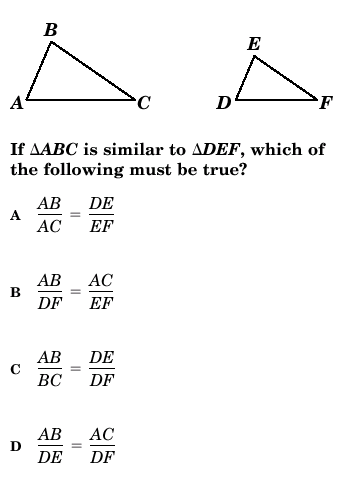 B
E
A C D F
If ΔABC is similar to ΔDEF, which of
the following must be true?
A AB/AC = DE/EF
B AB/DF = AC/EF
C AB/BC = DE/DF
D AB/DE = AC/DF